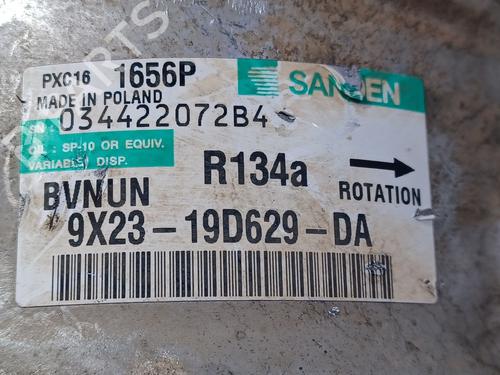 PXC16 1656P SANDEN
MADE IN POLAND
S/N: 034422072B4
OIL: SP-10 OR EQUIV.
VARIABLE DISP.
R134a
BVNUN
ROTATION
9X23-19D629-DA
PARTS